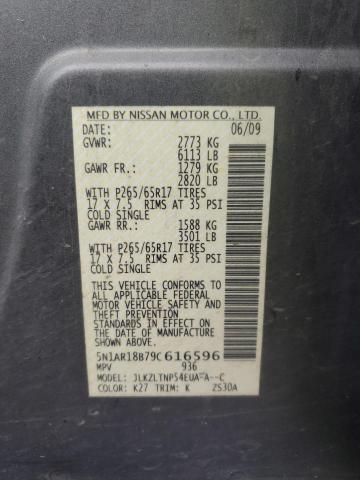 MFD BY NISSAN MOTOR CO., LTD.
DATE: 06/09
GVWR: 2773 KG
6113 LB
GAWR FR.: 1279 KG
2820 LB
WITH P265/65R17 TIRES
17 X 7.5 RIMS AT 35 PSI
COLD SINGLE
GAWR RR.: 1588 KG
3501 LB
WITH P265/65R17 TIRES
17 X 7.5 RIMS AT 35 PSI
COLD SINGLE
THIS VEHICLE CONFORMS TO
ALL APPLICABLE FEDERAL
MOTOR VEHICLE SAFETY
STANDARDS IN EFFECT ON
THE DATE OF MANUFACTURE
SHOWN ABOVE.
5N1AR18B79C616596
MPV 936
MODEL: JLKZLTNP54EUA-A--C
COLOR: K27 TRIM: K ZS30A